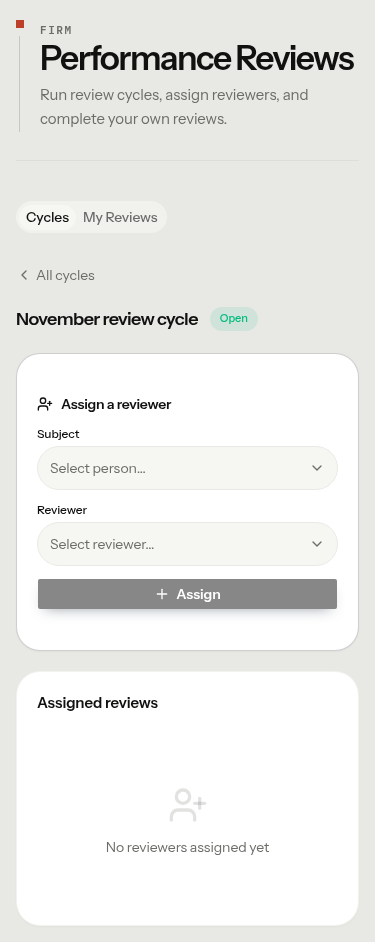 FIRM
Performance Reviews
Run review cycles, assign reviewers, and
complete your own reviews.
Cycles
My Reviews
All cycles
November review cycle
Open
Assign a reviewer
Subject
Select person...
Reviewer
Select reviewer...
Assign
Assigned reviews
No reviewers assigned yet